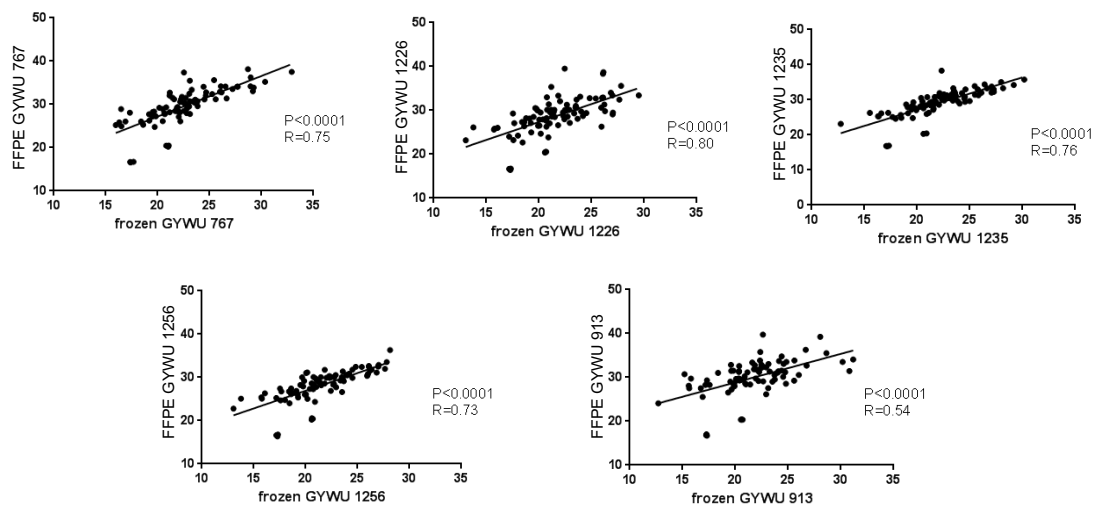 FFPE GYWU 767
50
40
30
20
10
10 15 20 25 30 35
frozen GYWU 767
P<0.0001
R=0.75
FFPE GYWU 1226
50
40
30
20
10
10 15 20 25 30 35
frozen GYWU 1226
P<0.0001
R=0.80
FFPE GYWU 1235
50
40
30
20
10
0
10 15 20 25 30 35
frozen GYWU 1235
P<0.0001
R=0.76
FFPE GYWU 1256
50
40
30
20
10
10 15 20 25 30 35
frozen GYWU 1256
P<0.0001
R=0.73
FFPE GYWU 913
50
40
30
20
10
10 15 20 25 30 35
frozen GYWU 913
P<0.0001
R=0.54